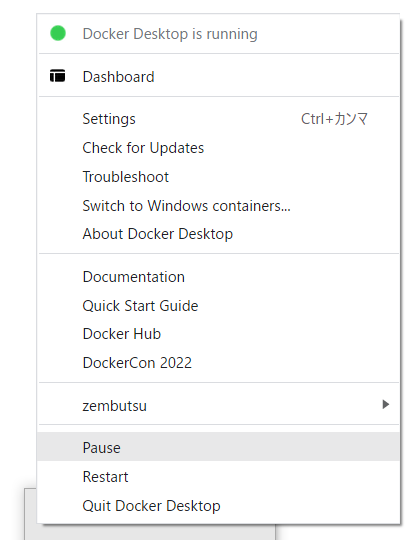 Docker Desktop is running
Dashboard
Settings Ctrl+カンマ
Check for Updates
Troubleshoot
Switch to Windows containers...
About Docker Desktop
Documentation
Quick Start Guide
Docker Hub
DockerCon 2022
zembutsu
Pause
Restart
Quit Docker Desktop